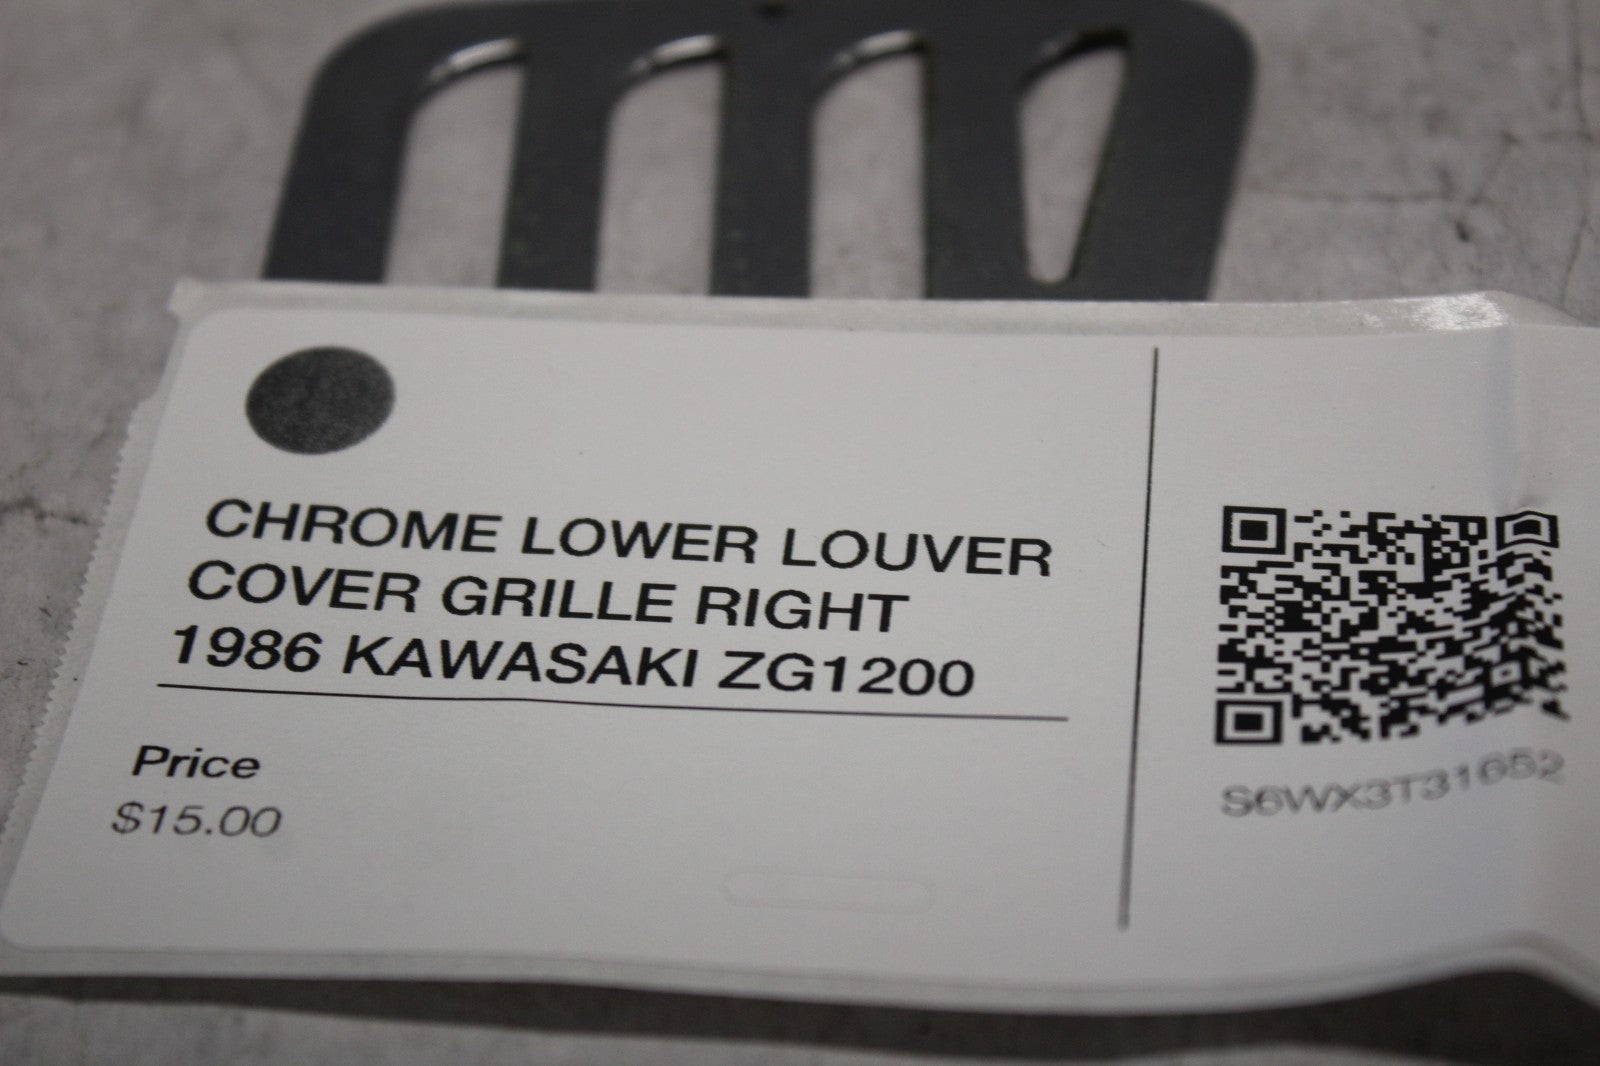 CHROME LOWER LOUVER
COVER GRILLE RIGHT
1986 KAWASAKI ZG1200
Price
$15.00
S6WX3T31652